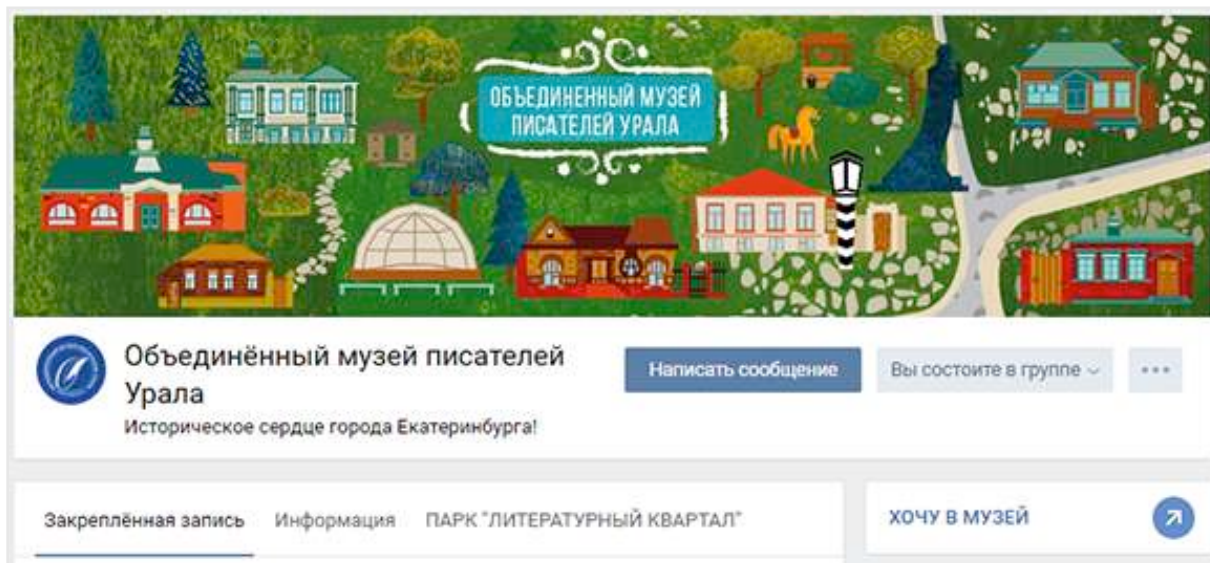 ОБЪЕДИНЕННЫЙ МУЗЕЙ
ПИСАТЕЛЕЙ УРАЛА
Объединённый музей писателей
Урала
Историческое сердце города Екатеринбурга!
Написать сообщение
Вы состоите в группе
Закреплённая запись
Информация
ПАРК "ЛИТЕРАТУРНЫЙ КВАРТАЛ"
ХОЧУ В МУЗЕЙ